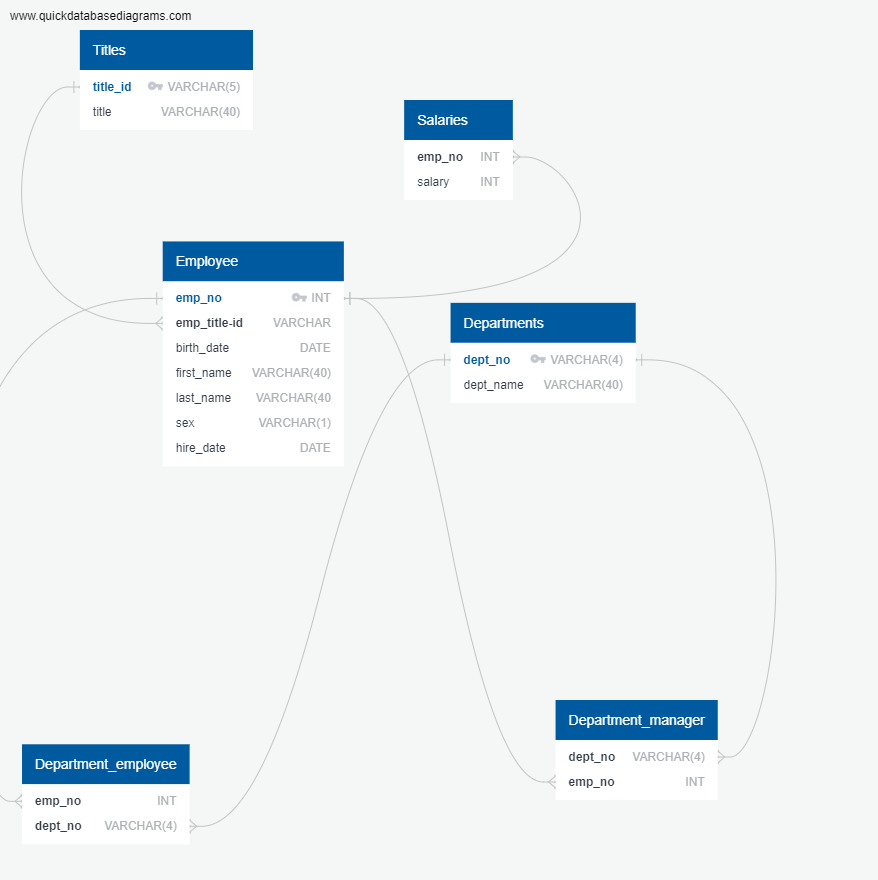 www.quickdatabasediagrams.com
Titles
title_id VARCHAR(5)
title VARCHAR(40)
Salaries
emp_no INT
salary INT
Employee
emp_no INT
emp_title-id VARCHAR
birth_date DATE
first_name VARCHAR(40)
last_name VARCHAR(40
sex VARCHAR(1)
hire_date DATE
Departments
dept_no VARCHAR(4)
dept_name VARCHAR(40)
Department_manager
dept_no VARCHAR(4)
emp_no INT
Department_employee
emp_no INT
dept_no VARCHAR(4)